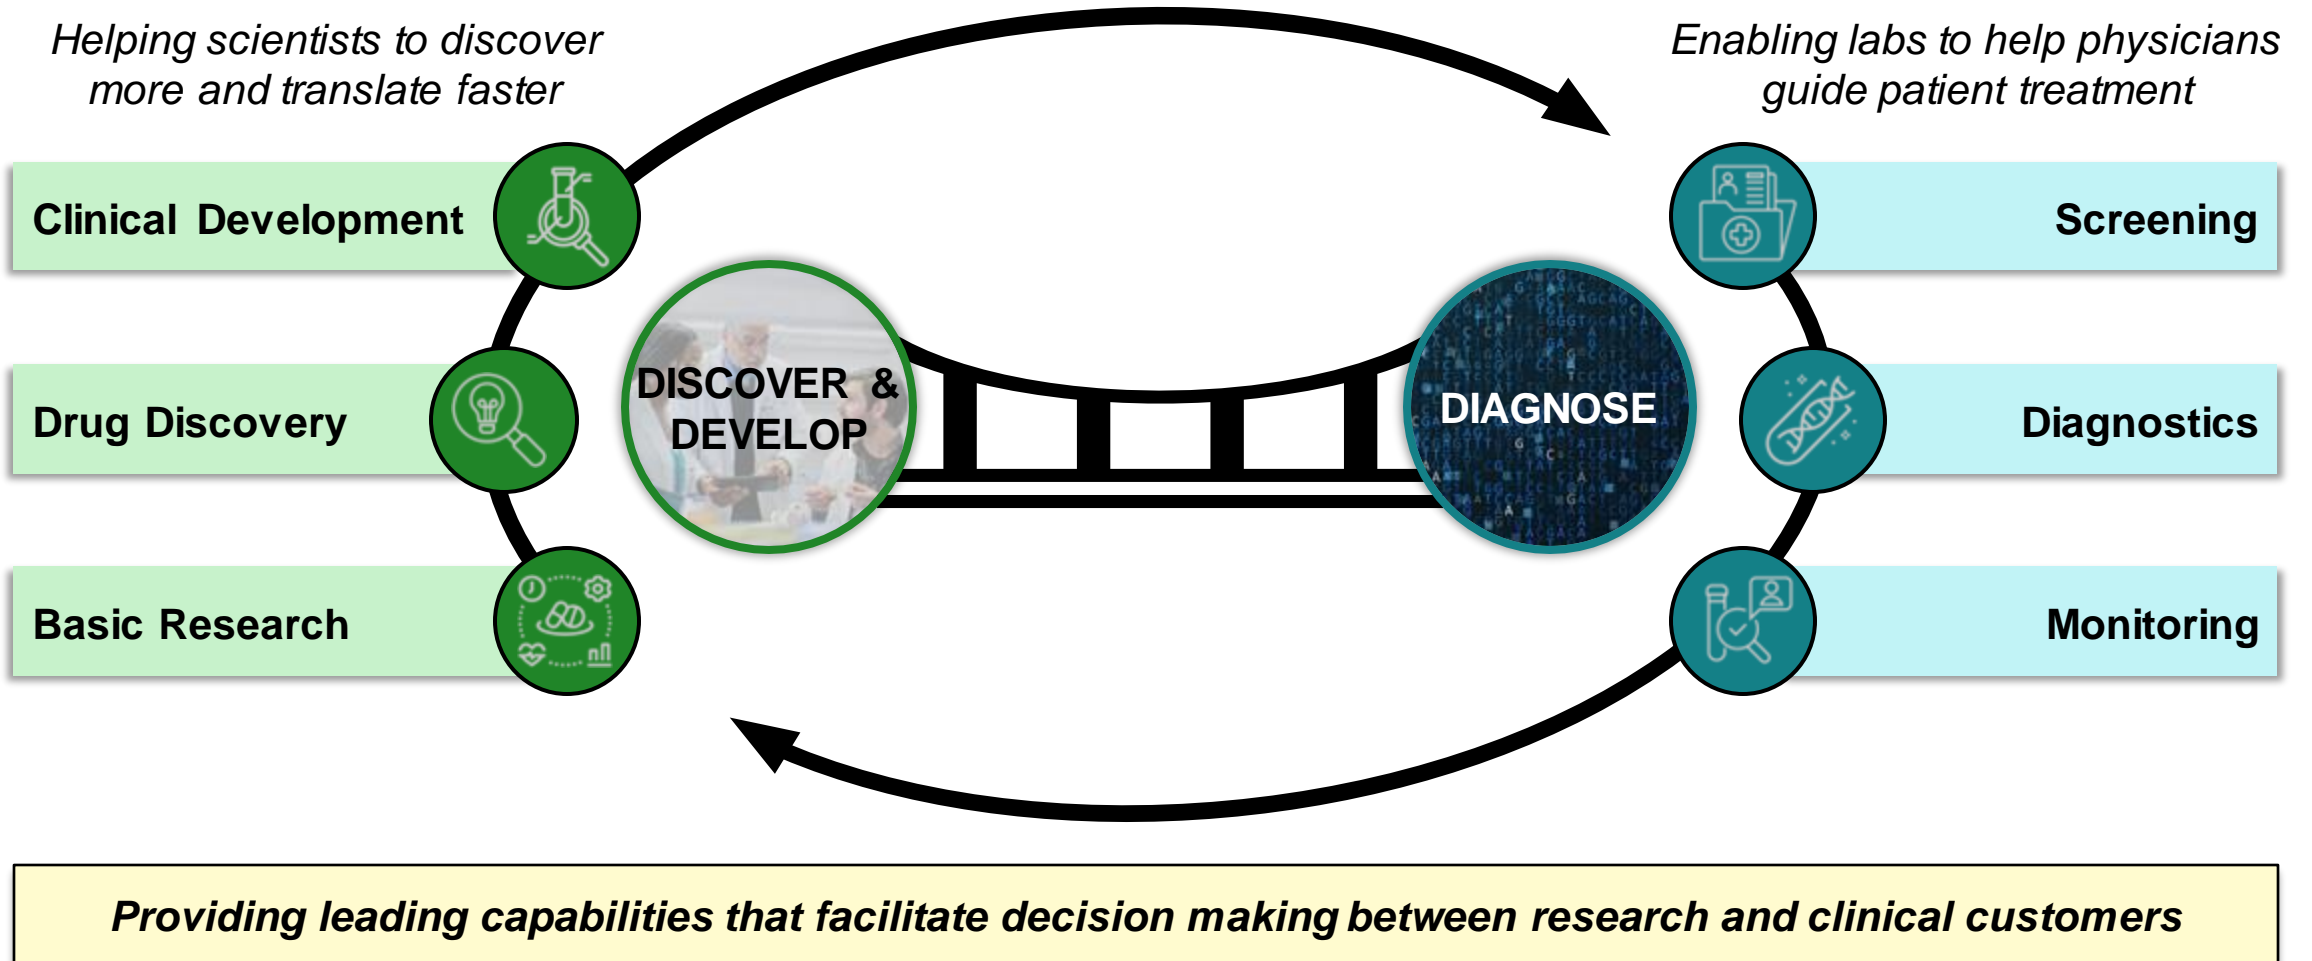 Helping scientists to discover
more and translate faster
Enabling labs to help physicians
guide patient treatment
Clinical Development
Drug Discovery
Basic Research
DISCOVER &
DEVELOP
DIAGNOSE
Screening
Diagnostics
Monitoring
Providing leading capabilities that facilitate decision making between research and clinical customers